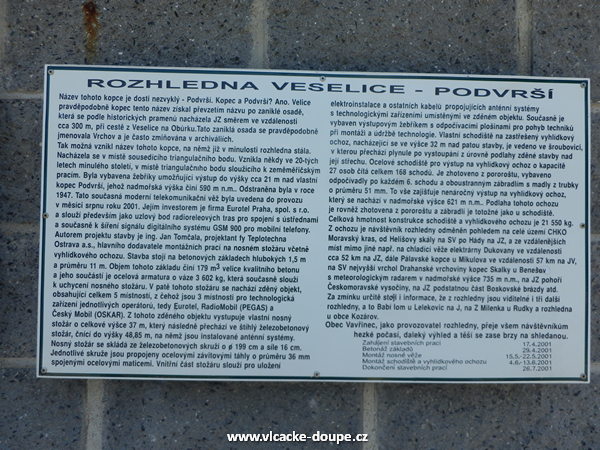 ROZHLEDNA VESELICE - PODVRŠÍ
Název tohoto kopce je dosti nezvyklý - Podvrší. Kopec a Podvrší? Ano. Velice
pravděpodobně kopec tento název získal převzetím názvu po zaniklé osadě,
která se podle historických pramenů nacházela JZ směrem ve vzdálenosti
cca 300 m, při cestě z Veselice na Oburku. Tato zaniklá osada se pravděpodobně
jmenovala Vrchov a je často zmiňována v archiváliích.
Tak možná vznikl název tohoto kopce, na němž již v minulosti rozhledna stála.
Nacházela se v místě sousedícího triangulačního bodu. Vznikla někdy ve 20-tých
letech minulého století, v místě triangulačního bodu sloužícího k zeměměřičským
pracím. Byla vybavena žebříky umožňující výstup do výšky cca 21 m nad vlastní
kopec Podvrší, jehož nadmořská výška činí 590 m n.m.. Odstraněna byla v roce
1947. Tato současná moderní telekomunikační věž byla uvedena do provozu
v měsíci srpnu roku 2001. Jejím investorem je firma Eurotel Praha, spol. s r.o.
a slouží především jako uzlový bod radioreleových tras pro spojení s ústřednami
a současně k šíření signálu digitálního systému GSM 900 pro mobilní telefony.
Autorem projektu stavby je ing. Jan Tomčala, projektant fy Teplotechna
Ostrava a.s., hlavního dodavatele montážních prací na nosném stožáru včetně
vyhlídkového ochozu. Stavba stojí na betonových základech hlubokých 1,5 m
a průměru 11 m. Objem tohoto základu činí 179 m3 velice kvalitního betonu
a jeho součástí je ocelová armatura o váze 3 602 kg, která současně slouží
k uchycení nosného stožáru. V patě tohoto stožáru se nachází zděný objekt,
obsahující celkem 5 místností, z čehož jsou 3 místnosti pro technologická
zařízení jednotlivých operátorů, tedy Eurotel, RadioMobil (PEGAS) a
Český Mobil (OSKAR). Z tohoto zděného objektu vystupuje vlastní nosný
stožár o celkové výšce 37 m, který následně přechází ve štíhlý železobetonový
stožár, čnící do výšky 48,85 m, na němž jsou instalované anténní systémy.
Nosný stožár se skládá ze železobetonových skruží o ø 199 cm a síle 16 cm.
Jednotlivé skruže jsou propojeny ocelovými závitovými táhly o průměru 36 mm
spojenými ocelovými maticemi. Vnitřní část stožáru slouží pro uložení
elektroinstalace a ostatních kabelů propojujících anténní systémy
s technologickými zařízeními umístěnými ve zděném objektu. Současně je
vybaven výstupovým žebříkem s odpočívacími plošinami pro pohyb techniků
při montáži a údržbě technologie. Vlastní schodiště na zastřešený vyhlídkový
ochoz, nacházející se ve výšce 32 m nad patou stavby, je vedeno ve šroubovici,
v kterou přechází plynule po vystoupání z úrovně podlahy zděné stavby nad
její střechu. Ocelové schodiště pro výstup na vyhlídkový ochoz o kapacitě
27 osob čítá celkem 168 schodů. Je zhotoveno z pororoštu, vybaveno
odpočívadly po každém 6. schodu a oboustranným zábradlím s madly z trubky
o průměru 51 mm. To vše zajišťuje nenáročný výstup na vyhlídkový ochoz,
který se nachází v nadmořské výšce 621 m n.m.. Podlaha tohoto ochozu
je rovněž zhotovena z pororoštu a zábradlí je totožné jako u schodiště.
Celková hmotnost konstrukce schodiště a vyhlídkového ochozu je 21 590 kg.
Z ochozu je návštěvník rozhledny odměněn pohledem na celé území CHKO
Moravský kras, od Helišovy skály na SV po Hády na JZ, a ze vzdálenějších
míst mimo jiné např. na chladící věže elektrárny Dukovany ve vzdálenosti
cca 52 km na JZ, dále Pálavské kopce u Mikulova ve vzdálenosti 57 km na JV,
na SV nejvyšší vrchol Drahanské vrchoviny kopec Skalky u Benešov
s meteorologickým radarem v nadmořské výšce 735 m n.m., na JZ pohoří
Českomoravské vysočiny, na JZ podstatnou část Boskovské brázdy atd.
Za zmínku určitě stojí i informace, že z rozhledny jsou viditelné i tři další
rozhledny, a to Babí lom u Lelekovic na J, na Z Milenka u Rudky a rozhledna
u obce Kozárov.
Obec Vavřinec, jako provozovatel rozhledny, přeje všem návštěvníkům
hezké počasí, daleký výhled a těší se zase brzy na shledanou.
Zahájení stavebních prací 17.4.2001
Betonáž základů 29.4.2001
Montáž nosné věže 15.5.-22.5.2001
Montáž schodiště a vyhlídkového ochozu 4.6.-13.6.2001
Dokončení stavebních prací 26.7.2001
www.vlcacke-doupe.cz